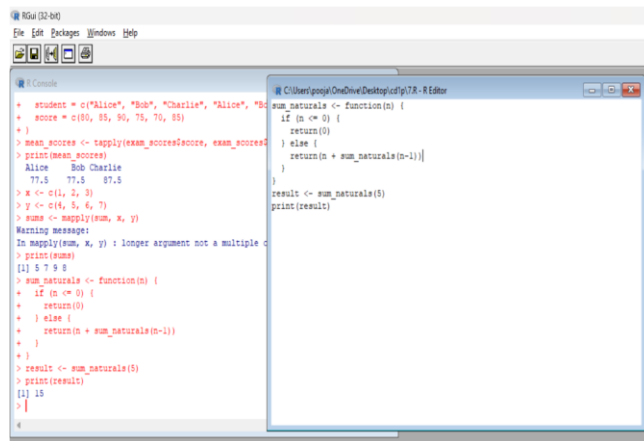 RGui (32-bit)
File Edit Packages Windows Help
R Console
+ student = c("Alice", "Bob", "Charlie", "Alice",
+ score = c(80, 85, 90, 75, 70, 85)
+ )
> mean_scores <- tapply(exam_scores$score,
> print(mean_scores)
Alice Bob Charlie
77.5 77.5 87.5
> x <- c(1, 2, 3)
> y <- c(4, 5, 6, 7)
> sums <- mapply(sum, x, y)
Warning message:
In mapply(sum, x, y) : longer argument not a multiple
> print(sums)
[1] 5 7 9 8
> sum_naturals <- function(n) {
+ if (n <= 0) {
+ return(0)
+ } else {
+ return(n + sum_naturals(n-1))
+ }
+ }
> result <- sum_naturals(5)
> print(result)
[1] 15
>
C:\Users\pooja\OneDrive\Desktop\cd1p\7.R - R Editor
sum_naturals <- function(n) {
if (n <= 0) {
return(0)
} else {
return(n + sum_naturals(n-1))
}
}
result <- sum_naturals(5)
print(result)